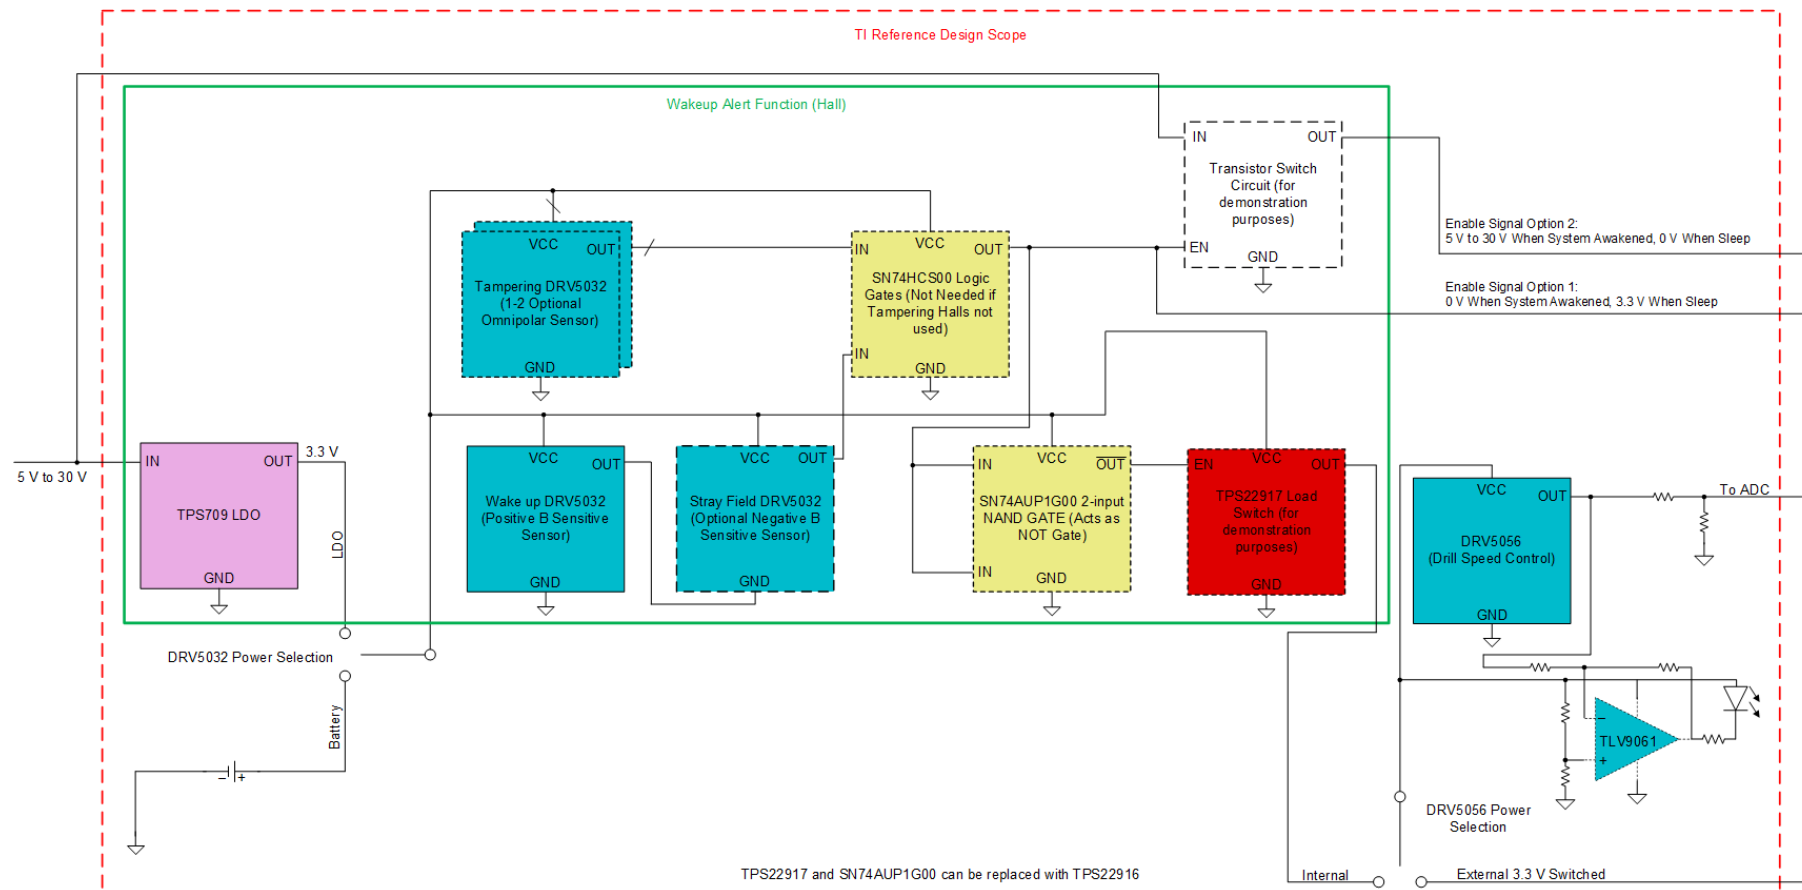 TI Reference Design Scope
Wakeup Alert Function (Hall)
IN
OUT
Transistor Switch
Circuit (for
demonstration
purposes)
EN
GND
Enable Signal Option 2:
5 V to 30 V When System Awakened, 0 V When Sleep
Enable Signal Option 1:
0 V When System Awakened, 3.3 V When Sleep
VCC
OUT
Tampering DRV5032
(1-2 Optional
Omnipolar Sensor)
GND
VCC
IN
OUT
SN74HCS00 Logic
Gates (Not Needed if
Tampering Halls not
used)
IN
GND
5 V to 30 V
IN
OUT
3.3 V
TPS709 LDO
GND
LDO
VCC
OUT
Wake up DRV5032
(Positive B Sensitive
Sensor)
GND
VCC
OUT
Stray Field DRV5032
(Optional Negative B
Sensitive Sensor)
GND
IN
VCC
OUT
SN74AUP1G00 2-input
NAND GATE (Acts as
NOT Gate)
IN
GND
EN
VCC
OUT
TPS22917 Load
Switch (for
demonstration
purposes)
GND
VCC
OUT
To ADC
DRV5056
(Drill Speed Control)
GND
DRV5032 Power Selection
Battery
− +
−
TLV9061
+
DRV5056 Power
Selection
TPS22917 and SN74AUP1G00 can be replaced with TPS22916
Internal
External 3.3 V Switched